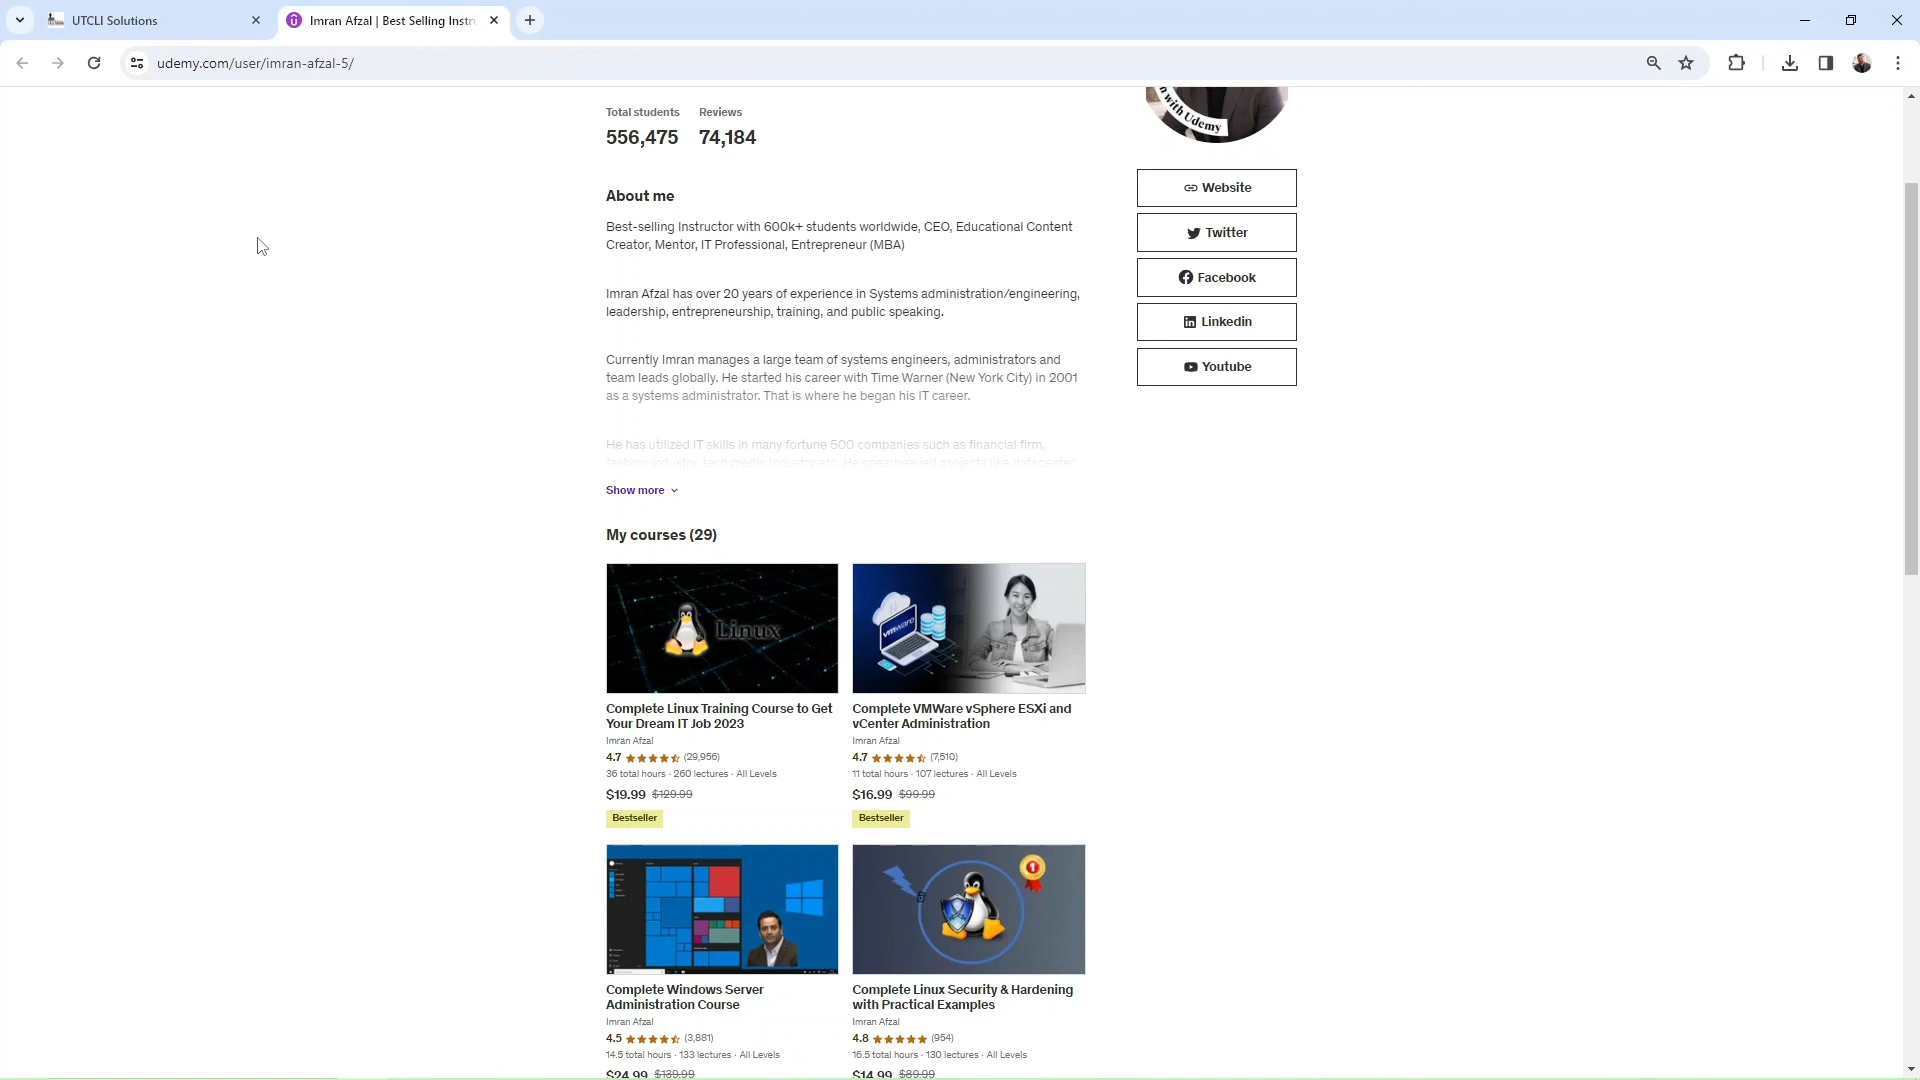 UTCLI Solutions
Imran Afzal | Best Selling Instr
udemy.com/user/imran-afzal-5/
n with Udemy
Total students Reviews
556,475 74,184
Website
About me
Best-selling Instructor with 600k+ students worldwide, CEO, Educational Content
Creator, Mentor, IT Professional, Entrepreneur (MBA)
Twitter
Facebook
Imran Afzal has over 20 years of experience in Systems administration/engineering,
leadership, entrepreneurship, training, and public speaking.
Linkedin
Currently Imran manages a large team of systems engineers, administrators and
team leads globally. He started his career with Time Warner (New York City) in 2001
as a systems administrator. That is where he began his IT career.
Youtube
He has utilized IT skills in many fortune 500 companies such as financial firm,
fashion industry, tech media industry etc. He spearheaded projects like datacenter
Show more
My courses (29)
Linux
vmware
Complete Linux Training Course to Get
Your Dream IT Job 2023
Imran Afzal
4.7 (29,956)
36 total hours · 260 lectures · All Levels
$19.99 $129.99
Bestseller
Complete VMWare vSphere ESXi and
vCenter Administration
Imran Afzal
4.7 (7,510)
11 total hours · 107 lectures · All Levels
$16.99 $99.99
Bestseller
1
Complete Windows Server
Administration Course
Imran Afzal
4.5 (3,881)
14.5 total hours · 133 lectures · All Levels
$24.99 $139.99
Complete Linux Security & Hardening
with Practical Examples
Imran Afzal
4.8 (954)
16.5 total hours · 130 lectures · All Levels
$14.99 $89.99